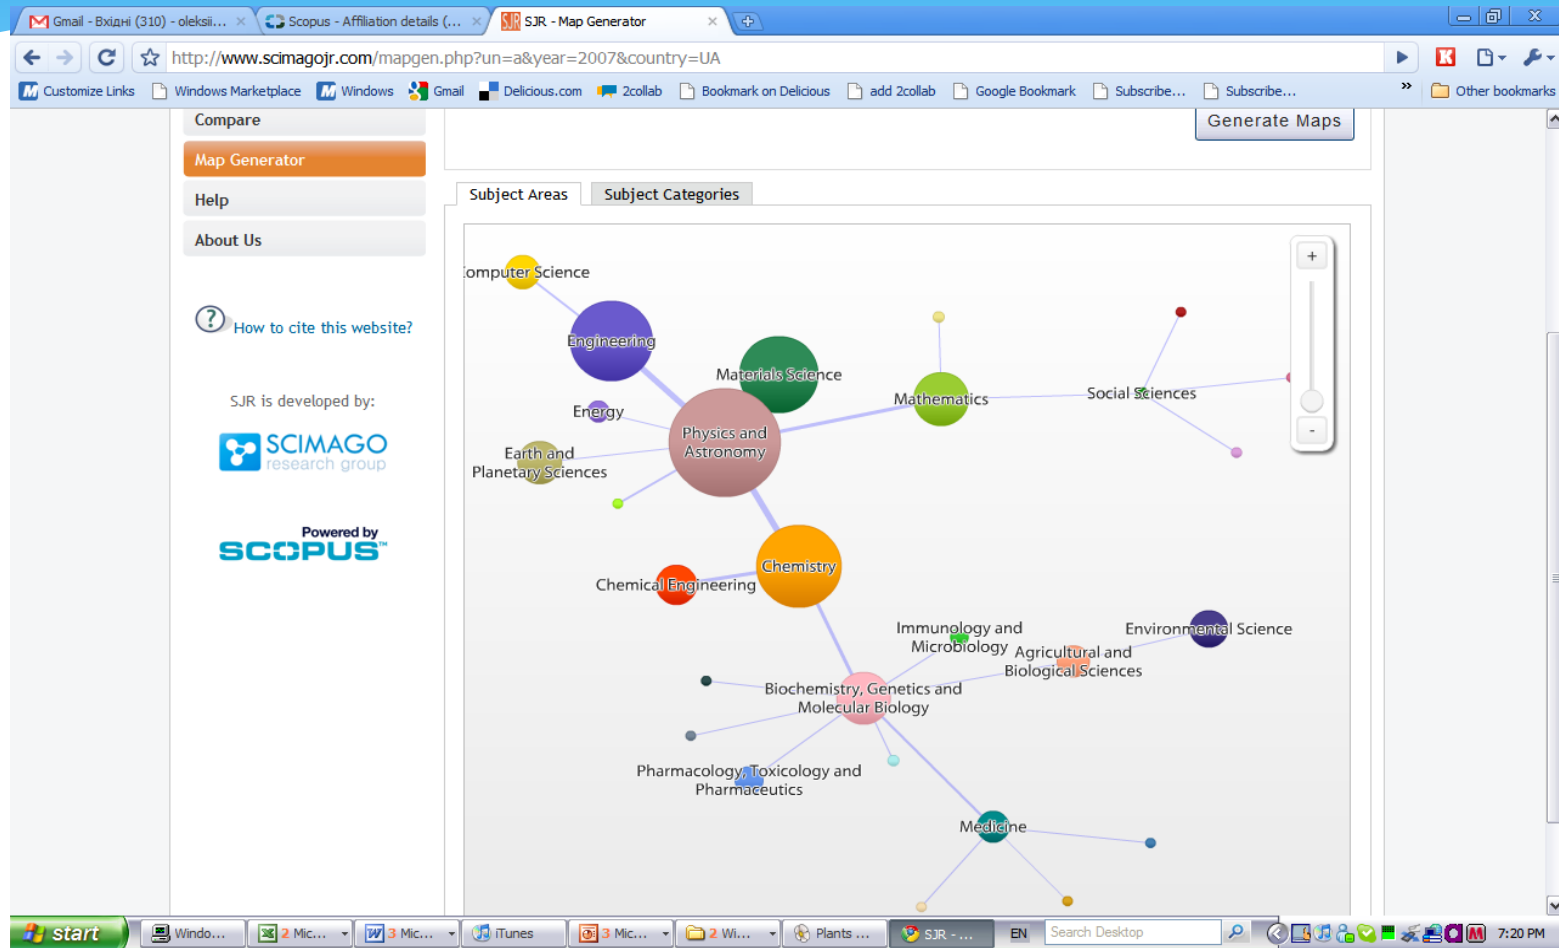 Gmail - Вхідні (310) - oleksii...
Scopus - Affiliation details (...
SJR - Map Generator
http://www.scimagojr.com/mapgen.php?un=a&year=2007&country=UA
Customize Links
Windows Marketplace
Windows
Gmail
Delicious.com
2collab
Bookmark on Delicious
add 2collab
Google Bookmark
Subscribe...
Subscribe...
»
Other bookmarks
Compare
Map Generator
Help
About Us
How to cite this website?
SJR is developed by:
SCIMAGO
research group
Powered by
SCOPUS™
Generate Maps
Subject Areas
Subject Categories
Computer Science
Engineering
Materials Science
Energy
Mathematics
Social Sciences
Physics and
Astronomy
Earth and
Planetary Sciences
Chemistry
Chemical Engineering
Immunology and
Microbiology
Agricultural and
Biological Sciences
Environmental Science
Biochemistry, Genetics and
Molecular Biology
Pharmacology, Toxicology and
Pharmaceutics
Medicine
+
-
start
Windo...
2 Mic...
3 Mic...
iTunes
3 Mic...
2 Wi...
Plants ...
SJR - ...
EN
Search Desktop
7:20 PM